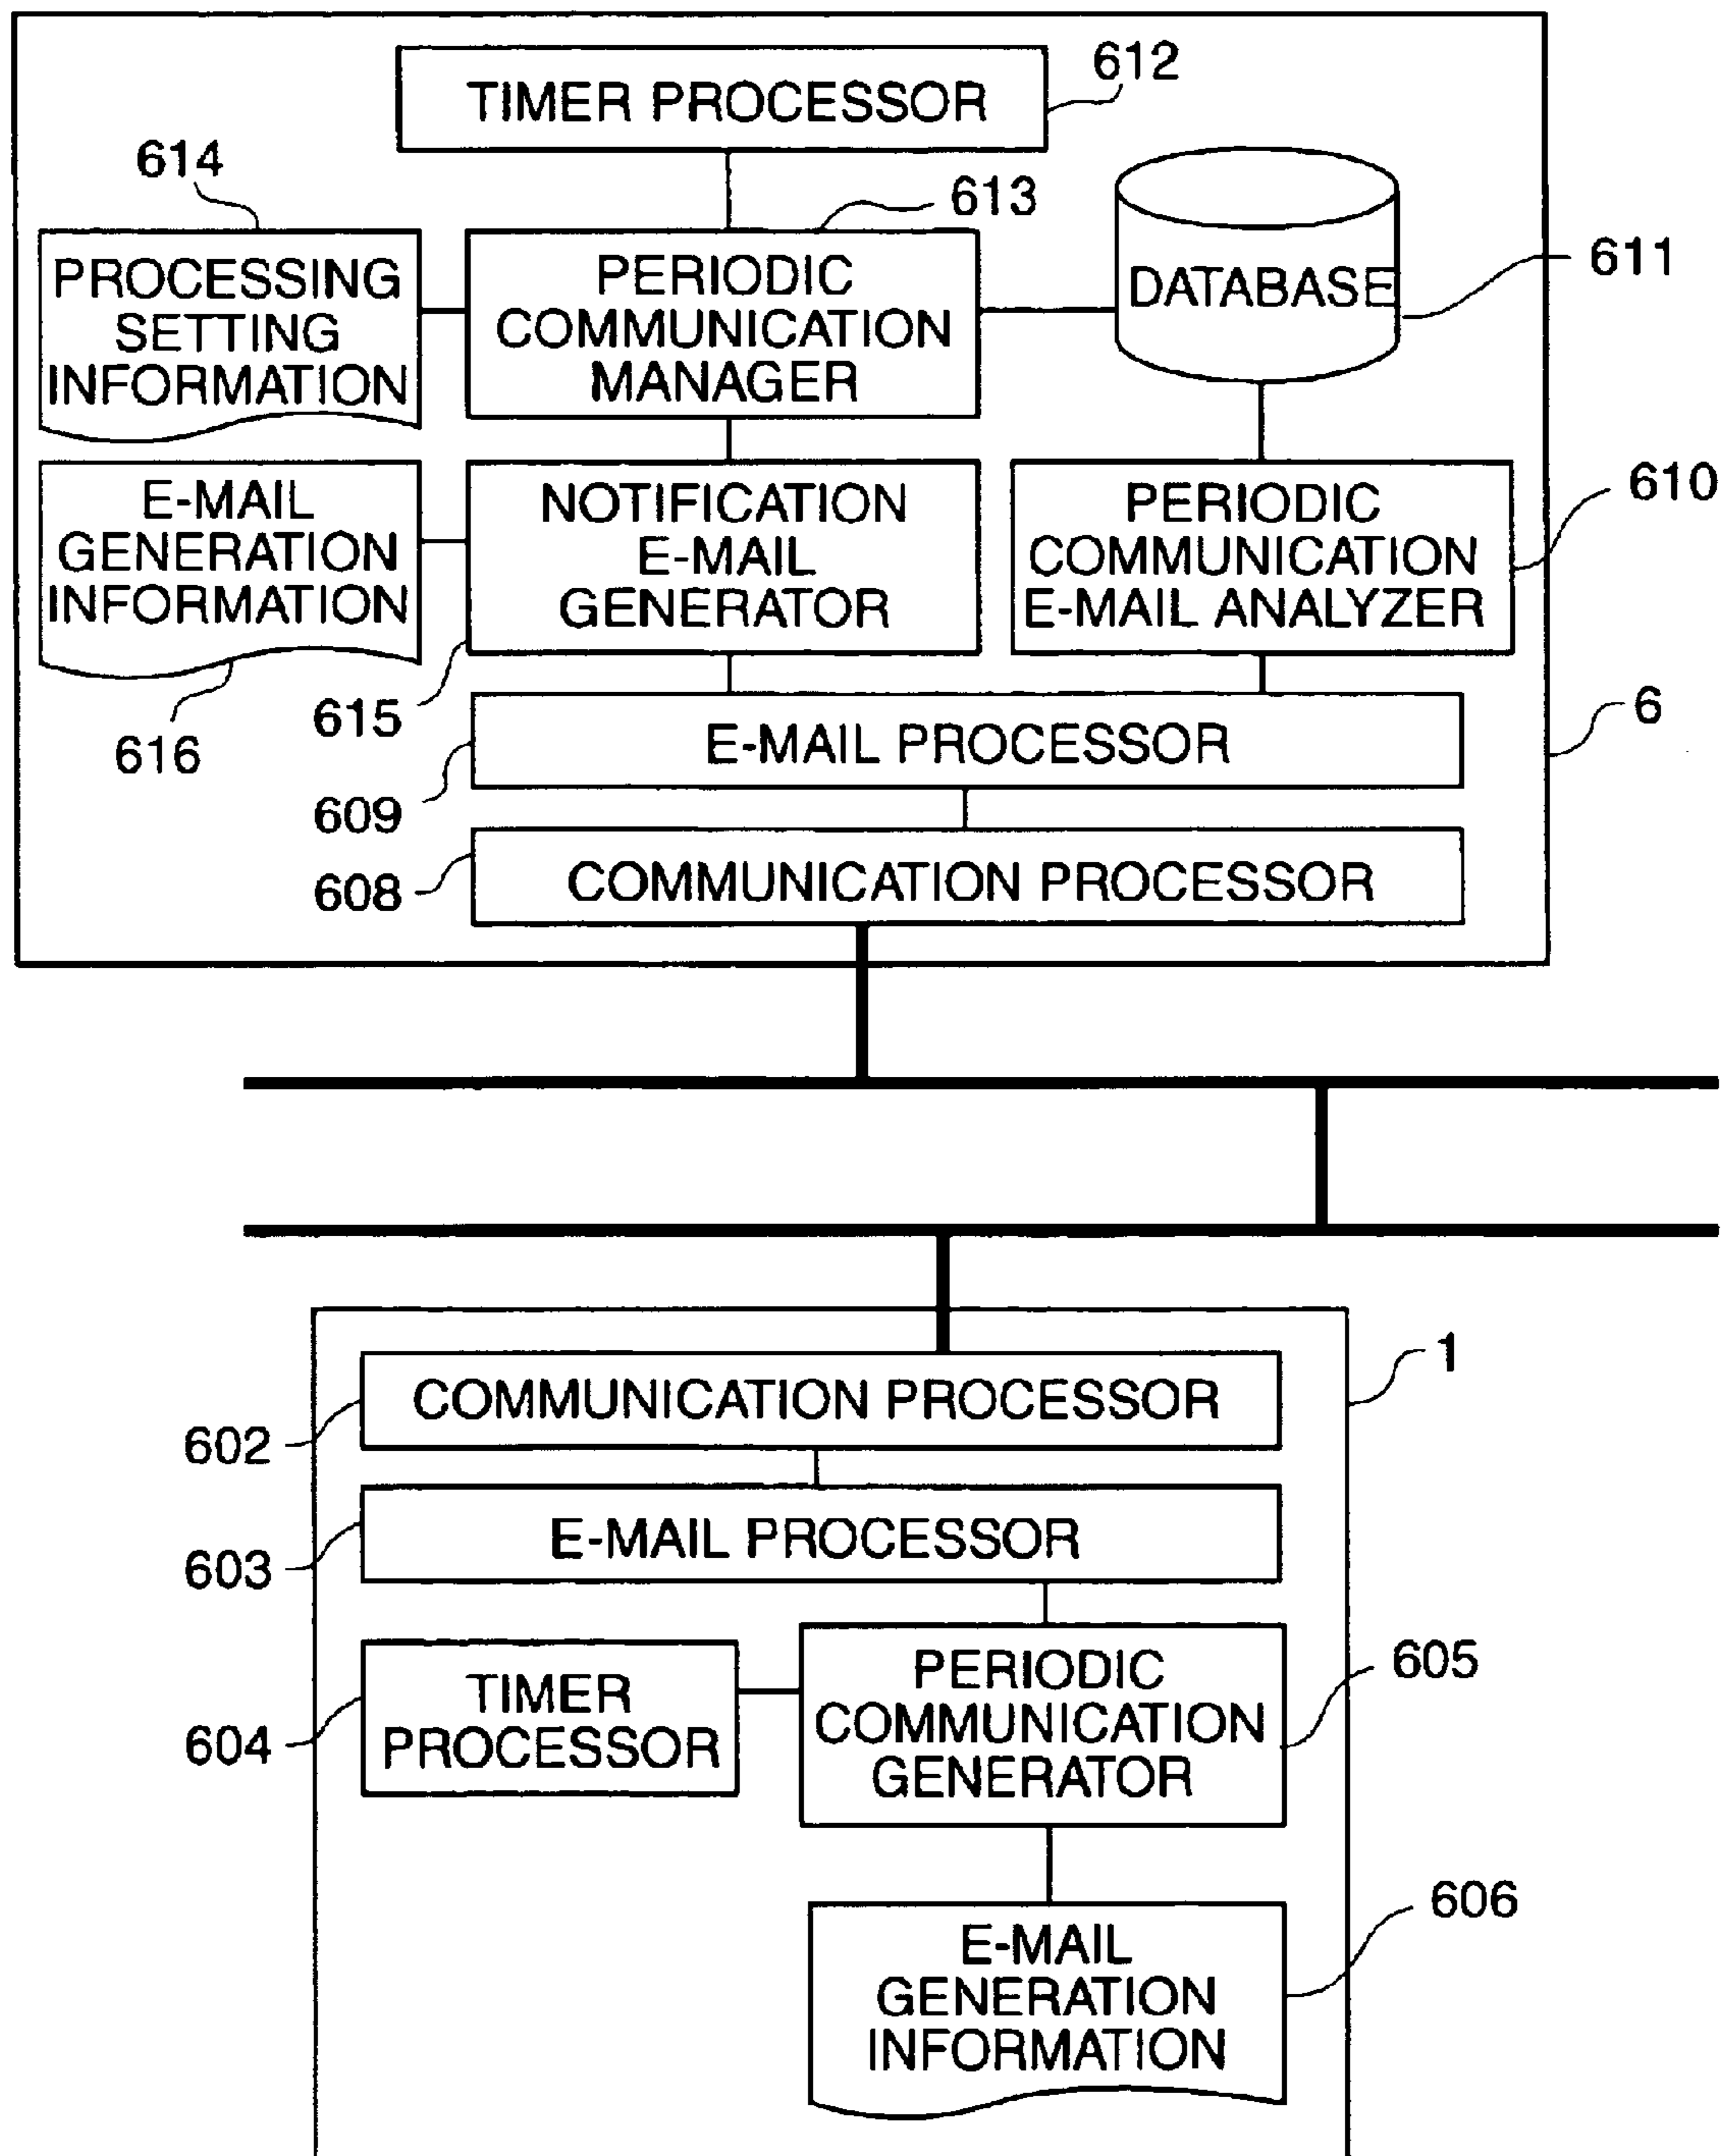 TIMER PROCESSOR
612
614
613
PROCESSING
SETTING
INFORMATION
PERIODIC
COMMUNICATION
MANAGER
DATABASE
611
E-MAIL
GENERATION
INFORMATION
NOTIFICATION
E-MAIL
GENERATOR
PERIODIC
COMMUNICATION
E-MAIL ANALYZER
610
616
615
E-MAIL PROCESSOR
6
609
608
COMMUNICATION PROCESSOR
1
COMMUNICATION PROCESSOR
602
E-MAIL PROCESSOR
603
TIMER
PROCESSOR
604
PERIODIC
COMMUNICATION
GENERATOR
605
E-MAIL
GENERATION
INFORMATION
606